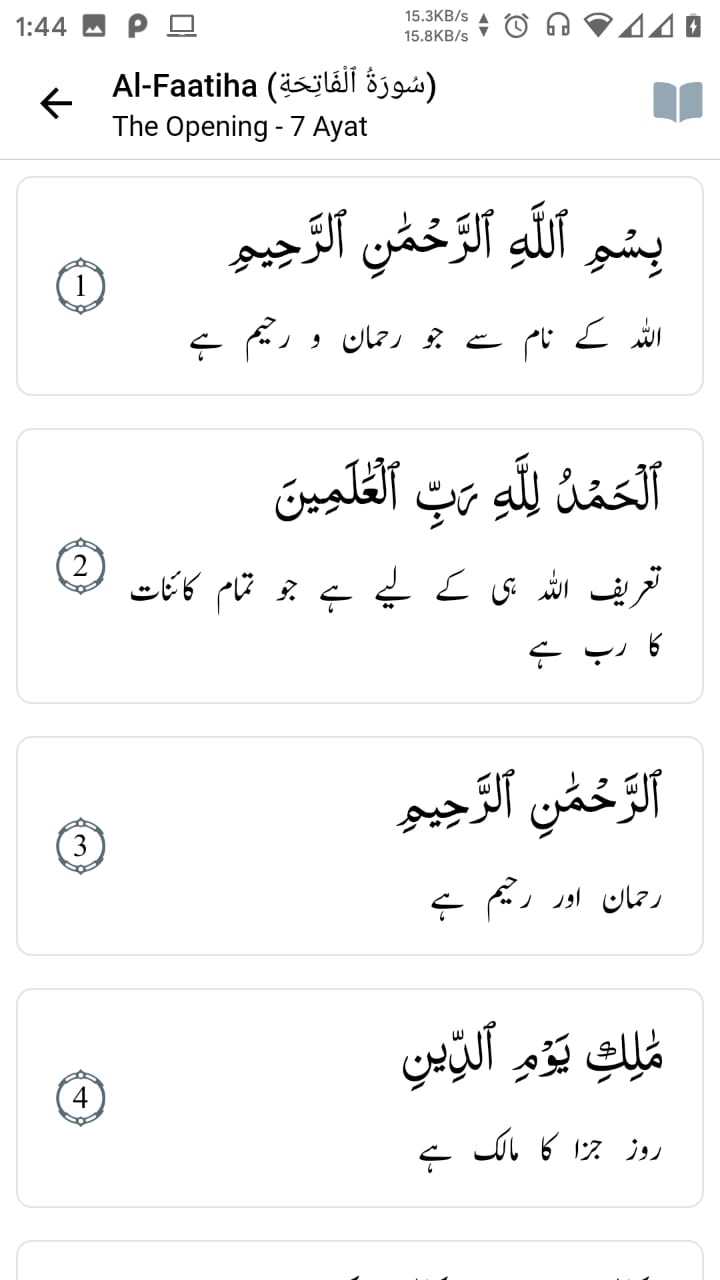 1:44
15.3KB/s
15.8KB/s
Al-Faatiha (سُورَةُ ٱلْفَاتِحَةِ)
The Opening - 7 Ayat
بِسْمِ ٱللَّهِ ٱلرَّحْمَٰنِ ٱلرَّحِيمِ
1
اللہ کے نام سے جو رحمان و رحیم ہے
ٱلْحَمْدُ لِلَّهِ رَبِّ ٱلْعَٰلَمِينَ
2
تعریف اللہ ہی کے لیے ہے جو تمام کائنات
کا رب ہے
ٱلرَّحْمَٰنِ ٱلرَّحِيمِ
3
رحمان اور رحیم ہے
مَٰلِكِ يَوْمِ ٱلدِّينِ
4
روز جزا کا مالک ہے